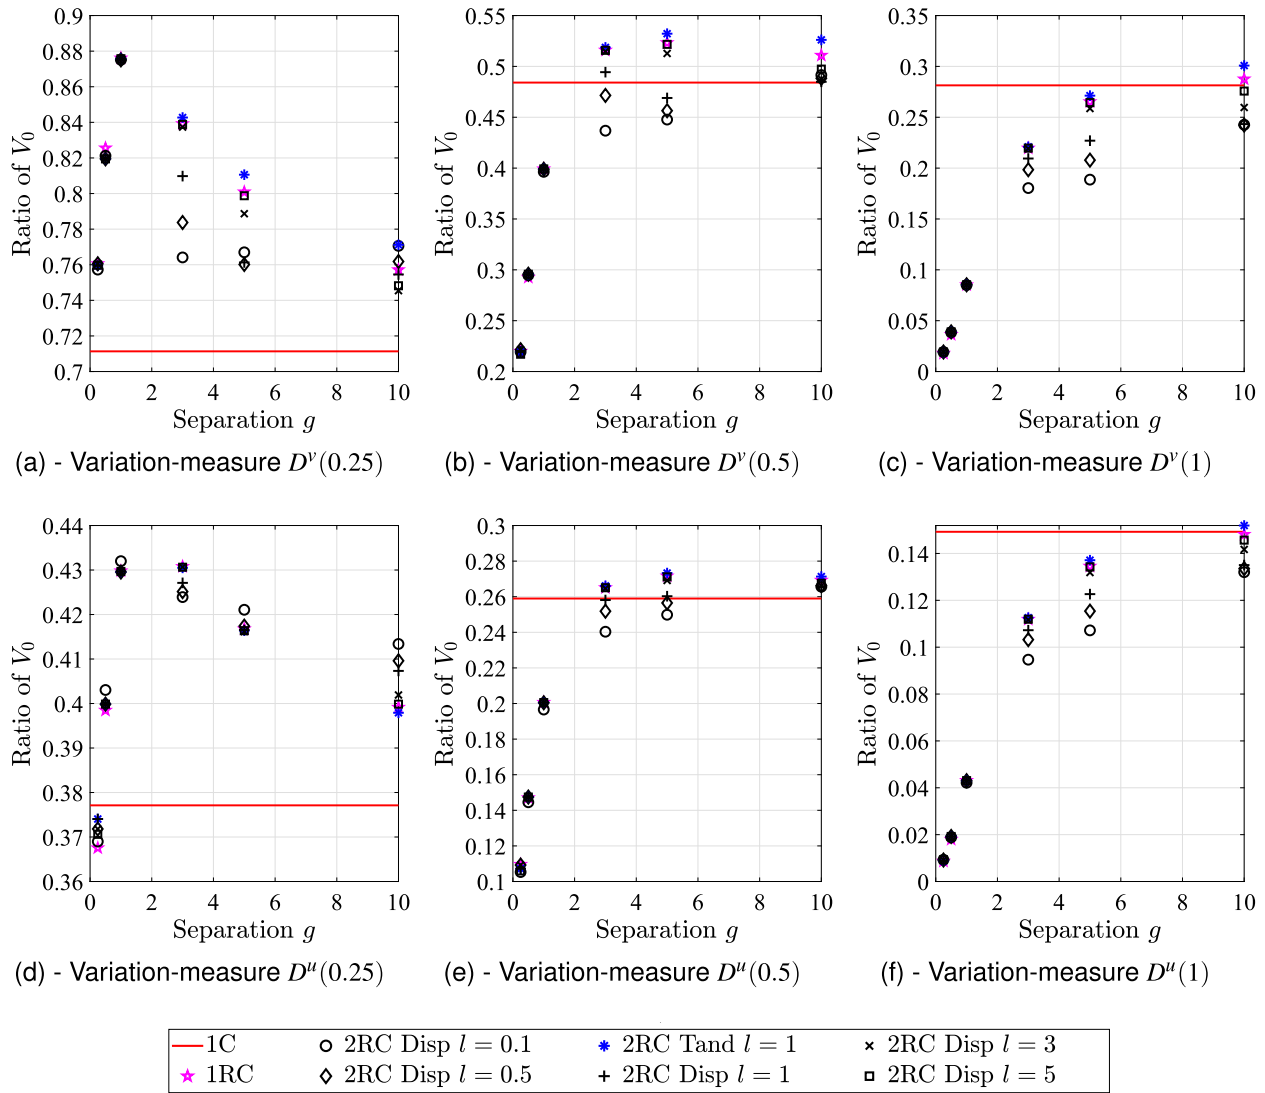 0.9
0.88
0.86
0.84
0.82
0.8
0.78
0.76
0.74
0.72
0.7
0 2 4 6 8 10
Ratio of V₀
Separation g
(a) - Variation-measure Dᵛ(0.25)
0.55
0.5
0.45
0.4
0.35
0.3
0.25
0.2
0 2 4 6 8 10
Ratio of V₀
Separation g
(b) - Variation-measure Dᵛ(0.5)
0.35
0.3
0.25
0.2
0.15
0.1
0.05
0
0 2 4 6 8 10
Ratio of V₀
Separation g
(c) - Variation-measure Dᵛ(1)
0.44
0.43
0.42
0.41
0.4
0.39
0.38
0.37
0.36
0 2 4 6 8 10
Ratio of V₀
Separation g
(d) - Variation-measure Dᵘ(0.25)
0.3
0.28
0.26
0.24
0.22
0.2
0.18
0.16
0.14
0.12
0.1
0 2 4 6 8 10
Ratio of V₀
Separation g
(e) - Variation-measure Dᵘ(0.5)
0.14
0.12
0.1
0.08
0.06
0.04
0.02
0
0 2 4 6 8 10
Ratio of V₀
Separation g
(f) - Variation-measure Dᵘ(1)
1C 2RC Disp l = 0.1 2RC Tand l = 1 2RC Disp l = 3
1RC 2RC Disp l = 0.5 2RC Disp l = 1 2RC Disp l = 5